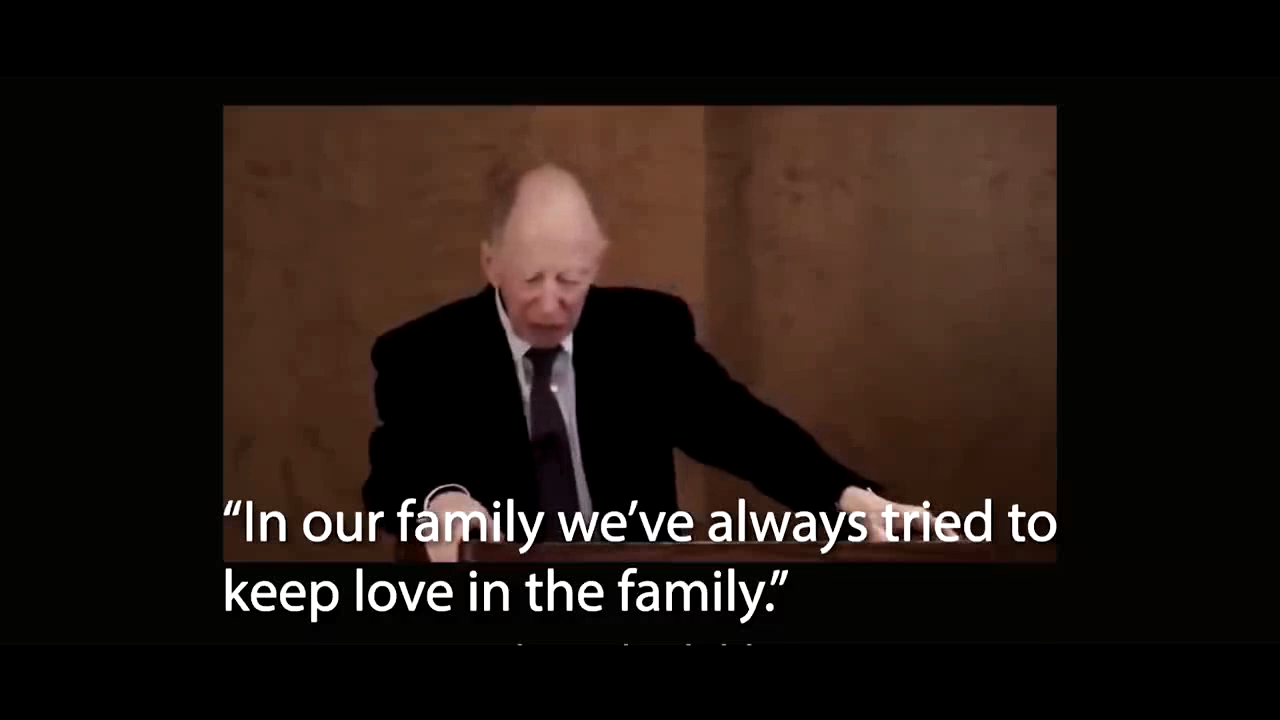 “In our family we’ve always tried to
keep love in the family.”